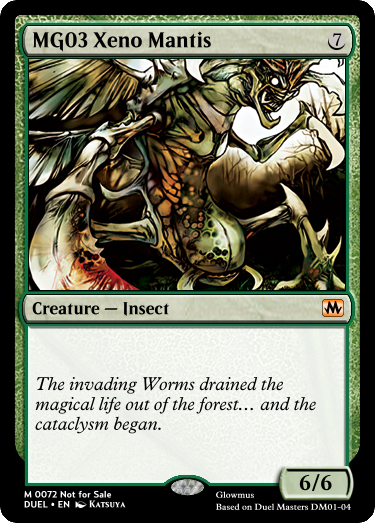 MG03 Xeno Mantis 7
Creature — Insect
The invading Worms drained the
magical life out of the forest… and the
cataclysm began.
6/6
M 0072 Not for Sale
DUEL • EN Katsuya
Glowmus
Based on Duel Masters DM01-04